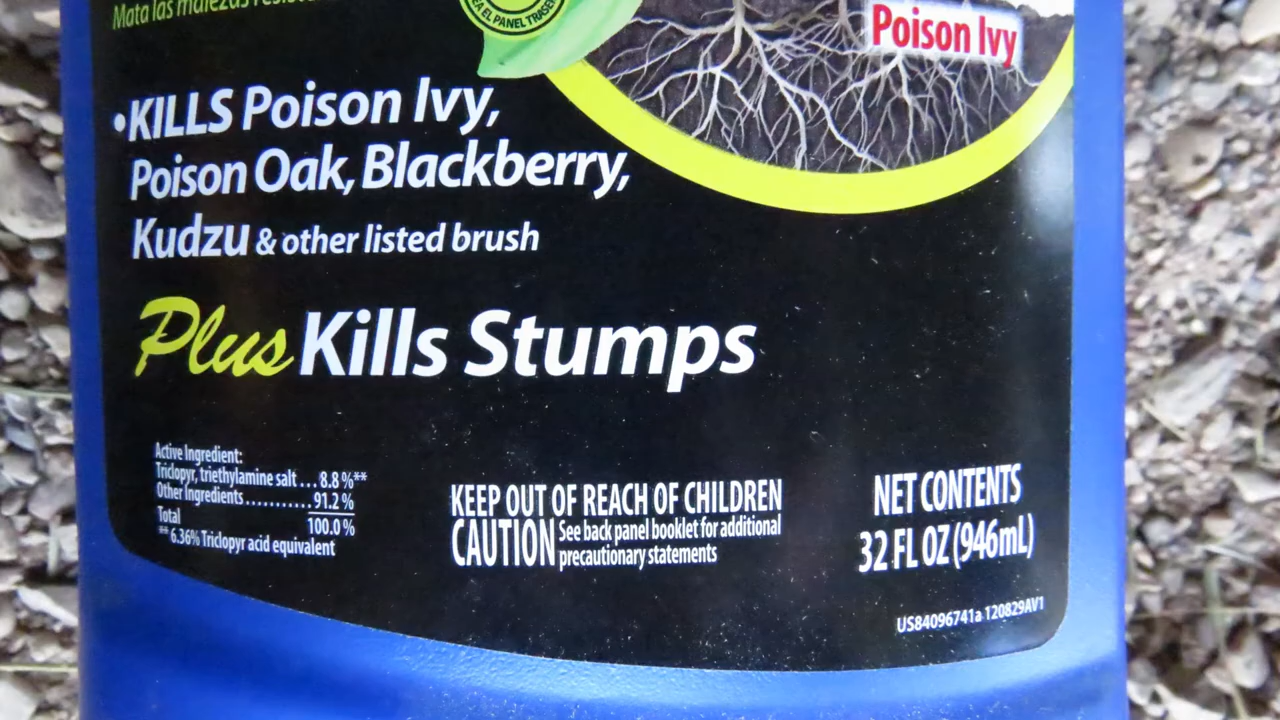 Mata las malezas
EL PANEL
Poison Ivy
•KILLS Poison Ivy,
Poison Oak, Blackberry,
Kudzu & other listed brush
Plus Kills Stumps
Active Ingredient:
Triclopyr, triethylamine salt ... 8.8 %**
Other Ingredients ........... 91.2 %
Total 100.0 %
** 6.36% Triclopyr acid equivalent
KEEP OUT OF REACH OF CHILDREN
CAUTION See back panel booklet for additional
precautionary statements
NET CONTENTS
32 FL OZ (946mL)
US84096741a 120829AV1